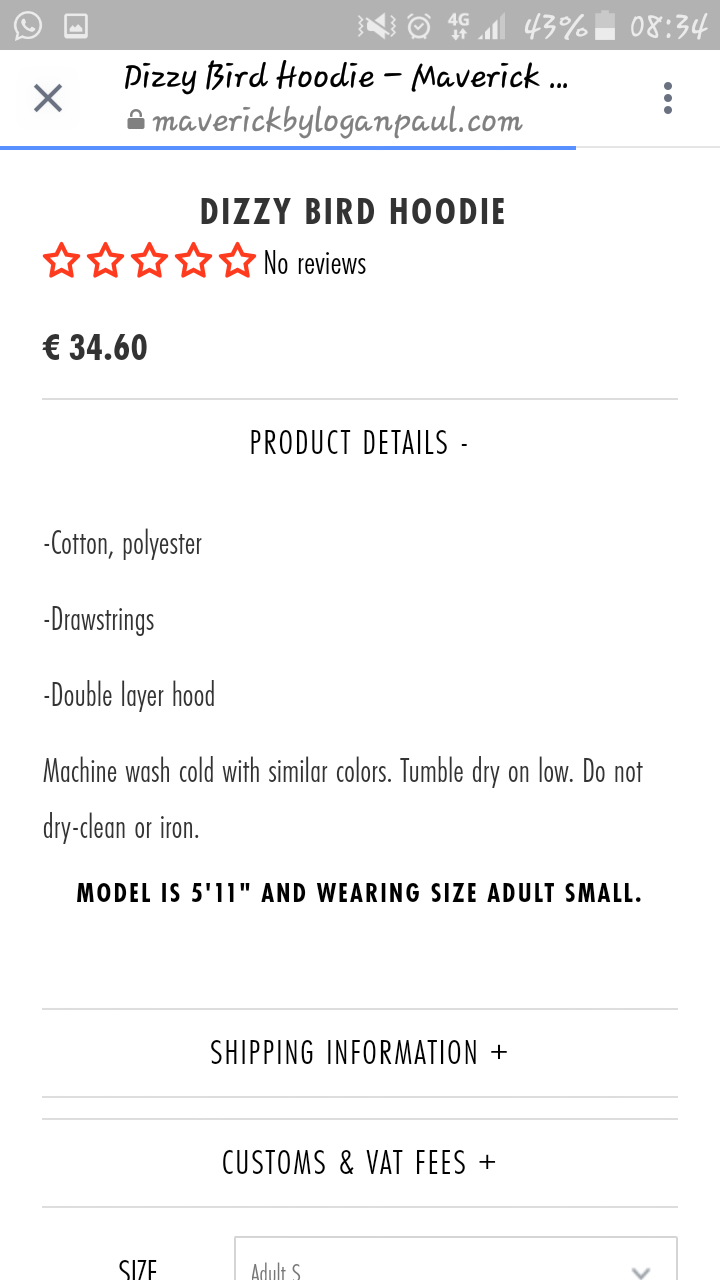 4G 43% 08:34
Dizzy Bird Hoodie – Maverick ...
maverickbyloganpaul.com
DIZZY BIRD HOODIE
No reviews
€ 34.60
PRODUCT DETAILS -
-Cotton, polyester
-Drawstrings
-Double layer hood
Machine wash cold with similar colors. Tumble dry on low. Do not
dry-clean or iron.
MODEL IS 5'11" AND WEARING SIZE ADULT SMALL.
SHIPPING INFORMATION +
CUSTOMS & VAT FEES +
SIZE Adult S